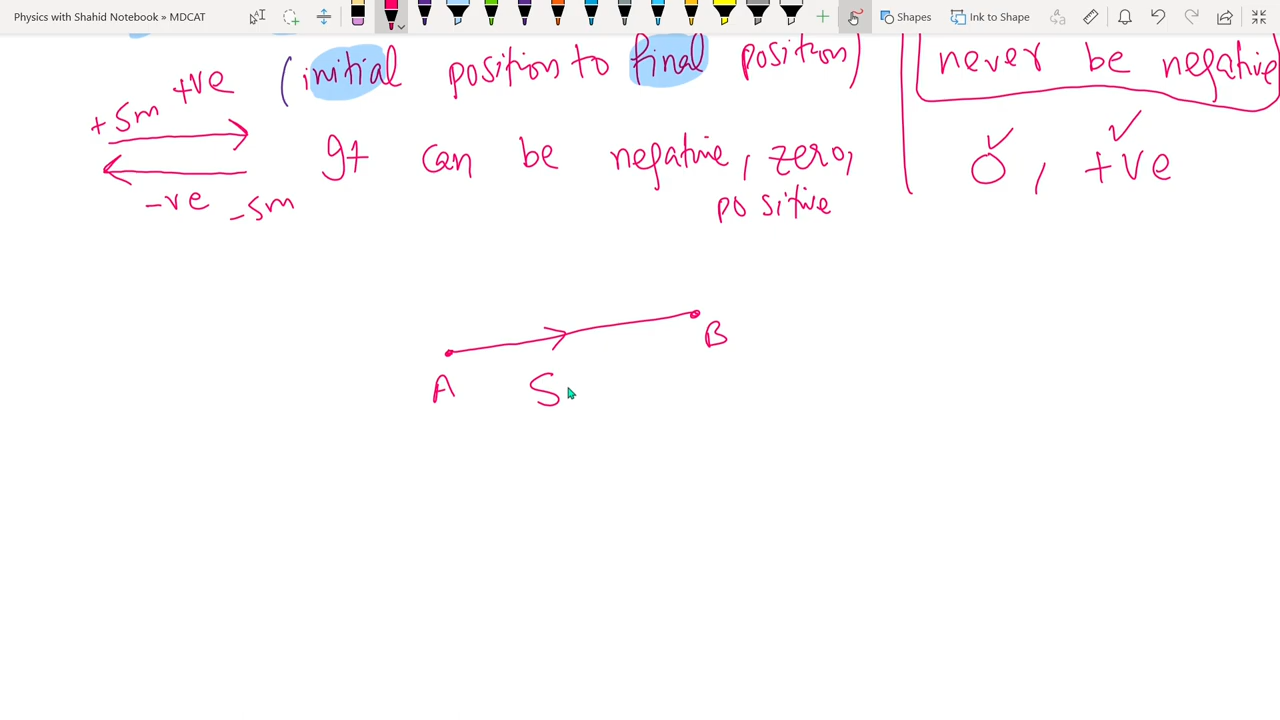 Physics with Shahid Notebook » MDCAT
Shapes
Ink to Shape
(initial position to final position)
never be negative
+ve
+5m
It can be negative, zero,
positive
0, +ve
-ve -5m
A
B
S